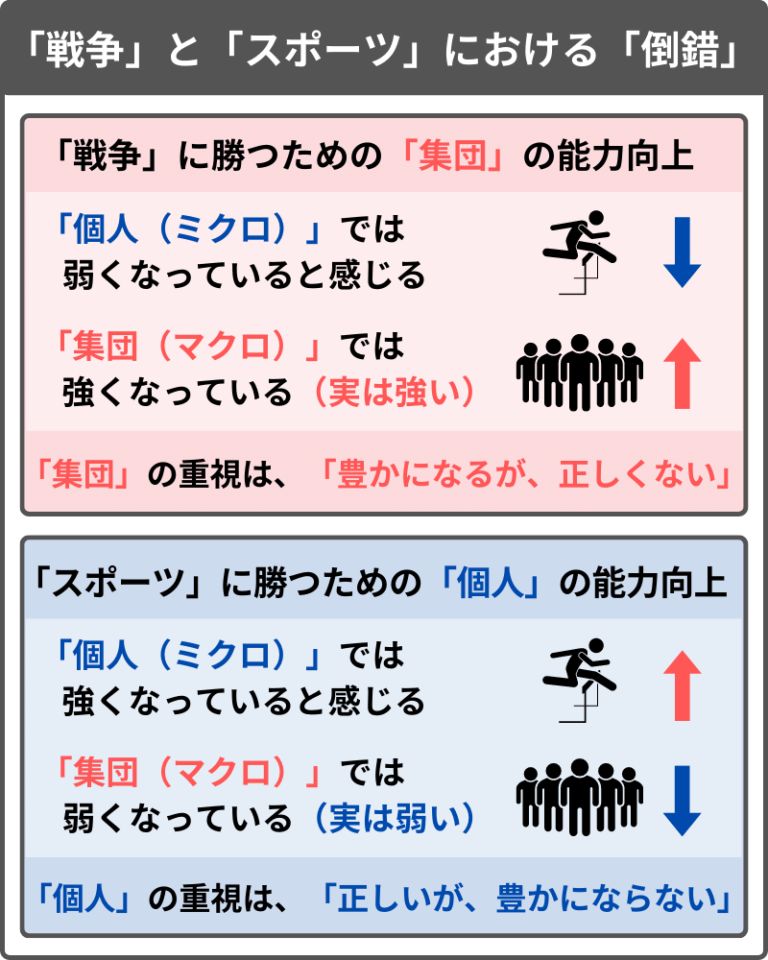 「戦争」と「スポーツ」における「倒錯」
「戦争」に勝つための「集団」の能力向上
「個人（ミクロ）」では
弱くなっていると感じる
「集団（マクロ）」では
強くなっている（実は強い）
「集団」の重視は、「豊かになるが、正しくない」
「スポーツ」に勝つための「個人」の能力向上
「個人（ミクロ）」では
強くなっていると感じる
「集団（マクロ）」では
弱くなっている（実は弱い）
「個人」の重視は、「正しいが、豊かにならない」